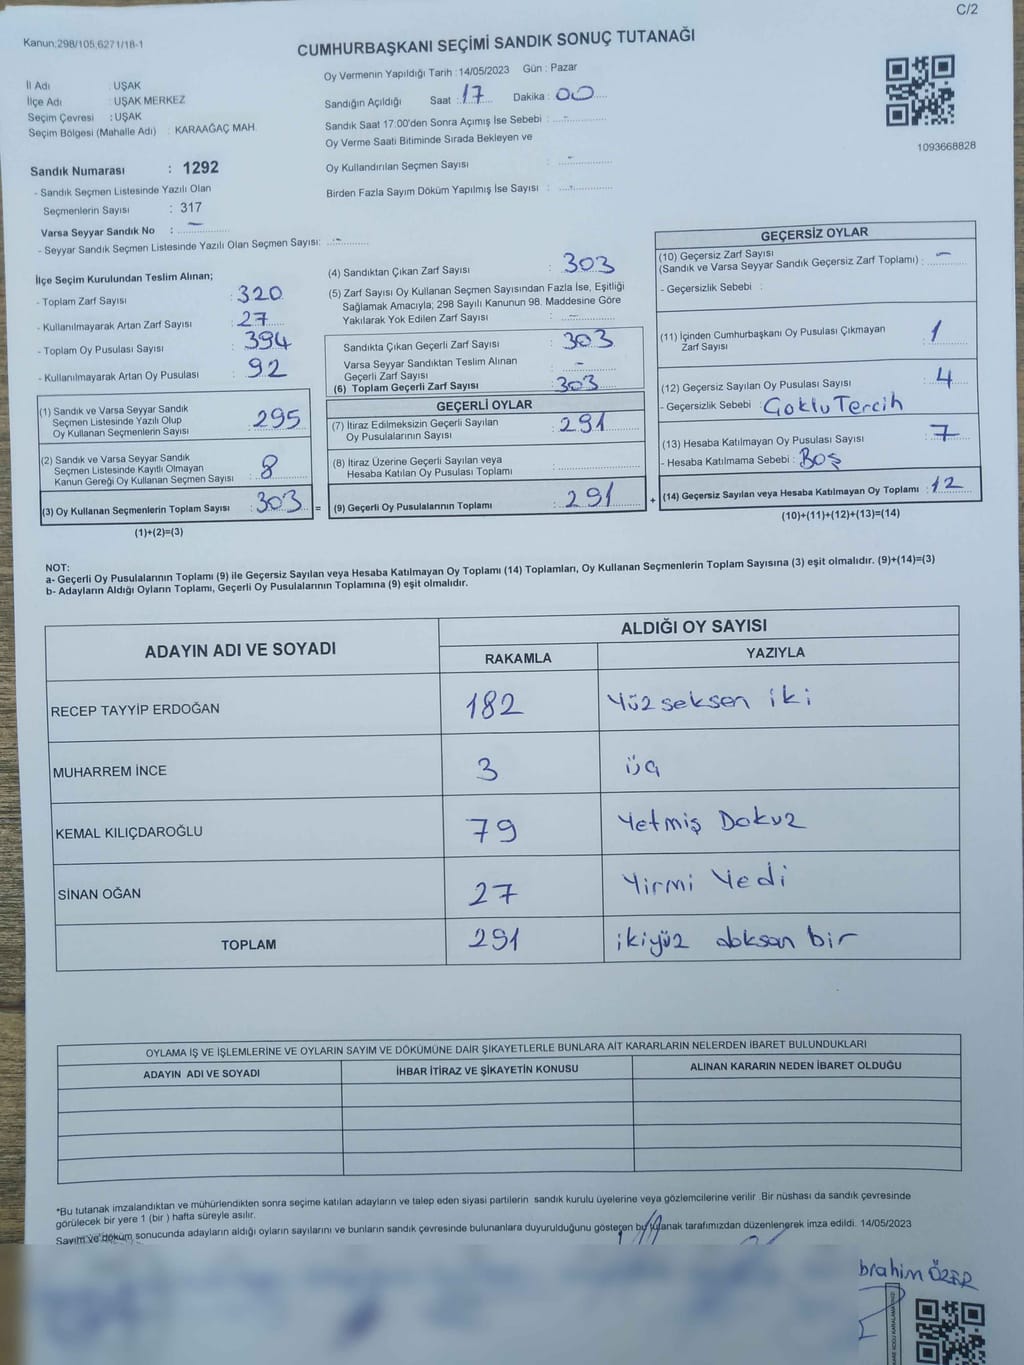 C/2
Kanun:298/105,6271/18-1
CUMHURBAŞKANI SEÇİMİ SANDIK SONUÇ TUTANAĞI
İl Adı : UŞAK
İlçe Adı : UŞAK MERKEZ
Seçim Çevresi : UŞAK
Seçim Bölgesi (Mahalle Adı) : KARAAĞAÇ MAH.
Sandık Numarası : 1292
- Sandık Seçmen Listesinde Yazılı Olan
Seçmenlerin Sayısı : 317
Varsa Seyyar Sandık No : –
- Seyyar Sandık Seçmen Listesinde Yazılı Olan Seçmen Sayısı: –
Oy Vermenin Yapıldığı Tarih : 14/05/2023 Gün : Pazar
Sandığın Açıldığı Saat : 17 Dakika : 00
Sandık Saat 17:00'den Sonra Açımış İse Sebebi : –
Oy Verme Saati Bitiminde Sırada Bekleyen ve
Oy Kullandırılan Seçmen Sayısı : –
Birden Fazla Sayım Döküm Yapılmış İse Sayısı : –
1093668828
İlçe Seçim Kurulundan Teslim Alınan;
- Toplam Zarf Sayısı : 320
- Kullanılmayarak Artan Zarf Sayısı : 27
- Toplam Oy Pusulası Sayısı : 394
- Kullanılmayarak Artan Oy Pusulası : 92
(1) Sandık ve Varsa Seyyar Sandık
Seçmen Listesinde Yazılı Olup
Oy Kullanan Seçmenlerin Sayısı : 295
(2) Sandık ve Varsa Seyyar Sandık
Seçmen Listesinde Kayıtlı Olmayan
Kanun Gereği Oy Kullanan Seçmen Sayısı : 8
(3) Oy Kullanan Seçmenlerin Toplam Sayısı : 303 =
(1)+(2)=(3)
(4) Sandıktan Çıkan Zarf Sayısı : 303
(5) Zarf Sayısı Oy Kullanan Seçmen Sayısından Fazla İse, Eşitliği
Sağlamak Amacıyla; 298 Sayılı Kanunun 98. Maddesine Göre
Yakılarak Yok Edilen Zarf Sayısı : –
Sandıkta Çıkan Geçerli Zarf Sayısı : 303
Varsa Seyyar Sandıktan Teslim Alınan
Geçerli Zarf Sayısı : –
(6) Toplam Geçerli Zarf Sayısı : 303
GEÇERLİ OYLAR
(7) İtiraz Edilmeksizin Geçerli Sayılan
Oy Pusulalarının Sayısı : 291
(8) İtiraz Üzerine Geçerli Sayılan veya
Hesaba Katılan Oy Pusulası Toplamı :
(9) Geçerli Oy Pusulalarının Toplamı : 291 +
GEÇERSİZ OYLAR
(10) Geçersiz Zarf Sayısı
(Sandık ve Varsa Seyyar Sandık Geçersiz Zarf Toplamı) : –
- Geçersizlik Sebebi :
(11) İçinden Cumhurbaşkanı Oy Pusulası Çıkmayan
Zarf Sayısı : 1
(12) Geçersiz Sayılan Oy Pusulası Sayısı : 4
- Geçersizlik Sebebi : Çoklu Tercih
(13) Hesaba Katılmayan Oy Pusulası Sayısı : 7
- Hesaba Katılmama Sebebi : Boş
(14) Geçersiz Sayılan veya Hesaba Katılmayan Oy Toplamı : 12
(10)+(11)+(12)+(13)=(14)
NOT:
a- Geçerli Oy Pusulalarının Toplamı (9) ile Geçersiz Sayılan veya Hesaba Katılmayan Oy Toplamı (14) Toplamları, Oy Kullanan Seçmenlerin Toplam Sayısına (3) eşit olmalıdır. (9)+(14)=(3)
b- Adayların Aldığı Oyların Toplamı, Geçerli Oy Pusulalarının Toplamına (9) eşit olmalıdır.
ADAYIN ADI VE SOYADI
ALDIĞI OY SAYISI
RAKAMLA YAZIYLA
RECEP TAYYİP ERDOĞAN 182 Yüz seksen iki
MUHARREM İNCE 3 üç
KEMAL KILIÇDAROĞLU 79 Yetmiş Dokuz
SİNAN OĞAN 27 Yirmi Yedi
TOPLAM 291 ikiyüz doksan bir
OYLAMA İŞ VE İŞLEMLERİNE VE OYLARIN SAYIM VE DÖKÜMÜNE DAİR ŞİKAYETLERLE BUNLARA AİT KARARLARIN NELERDEN İBARET BULUNDUKLARI
ADAYIN ADI VE SOYADI İHBAR İTİRAZ VE ŞİKAYETİN KONUSU ALINAN KARARIN NEDEN İBARET OLDUĞU
*Bu tutanak imzalandıktan ve mühürlendikten sonra seçime katılan adayların ve talep eden siyasi partilerin sandık kurulu üyelerine veya gözlemcilerine verilir .Bir nüshası da sandık çevresinde
görülecek bir yere 1 (bir ) hafta süreyle asılır.
Sayım ve döküm sonucunda adayların aldığı oyların sayılarını ve bunların sandık çevresinde bulunanlara duyurulduğunu gösteren bu tutanak tarafımızdan düzenlenerek imza edildi. 14/05/2023
brahim ÖZER